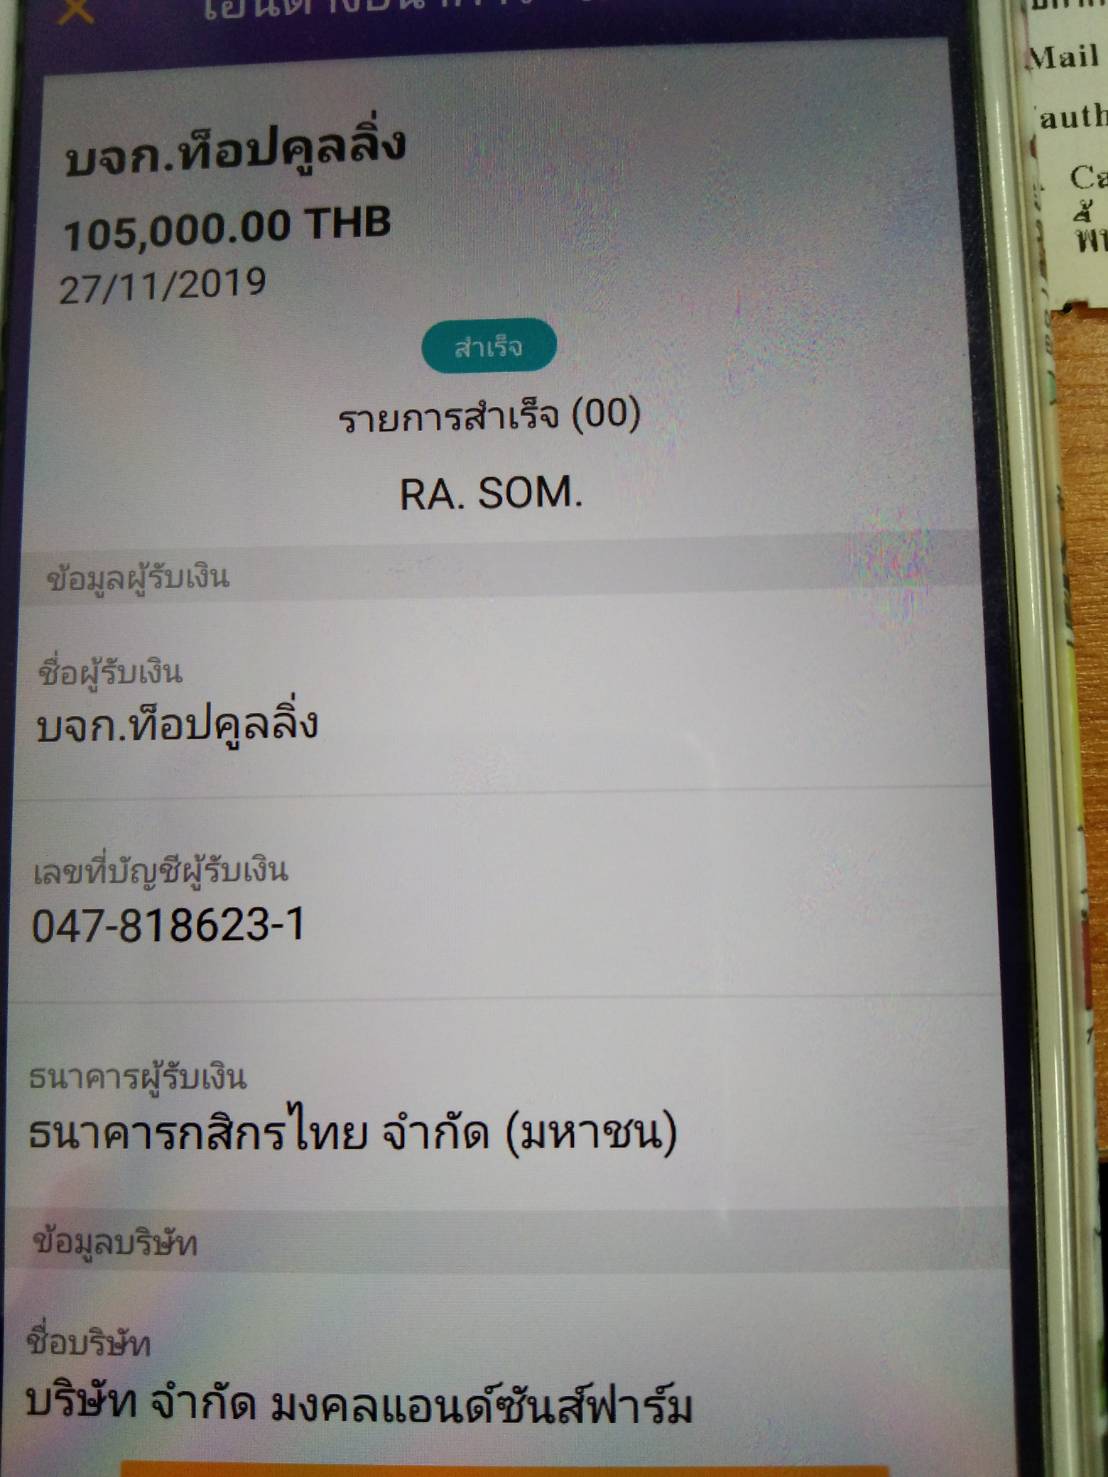 บจก.ท็อปคูลลิ่ง
105,000.00 THB
27/11/2019
สำเร็จ
รายการสำเร็จ (00)
RA. SOM.
ข้อมูลผู้รับเงิน
ชื่อผู้รับเงิน
บจก.ท็อปคูลลิ่ง
เลขที่บัญชีผู้รับเงิน
047-818623-1
ธนาคารผู้รับเงิน
ธนาคารกสิกรไทย จำกัด (มหาชน)
ข้อมูลบริษัท
ชื่อบริษัท
บริษัท จำกัด มงคลแอนด์ซันส์ฟาร์ม
Mail